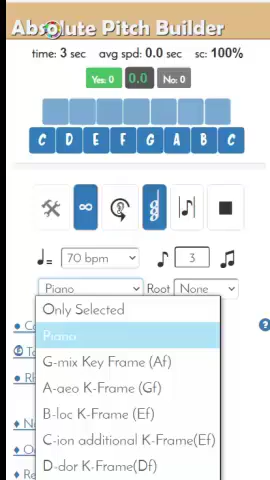 Absolute Pitch Builder
time: 3 sec avg spd: 0.0 sec sc: 100%
Yes: 0 0.0 No: 0
C D E F G A B C
= 70 bpm 3
Piano Root None
Only Selected
Piano
G-mix Key Frame (Af)
A-aeo K-Frame (Gf)
B-loc K-Frame (Ef)
C-ion additional K-Frame(Ef)
D-dor K-Frame(Df)